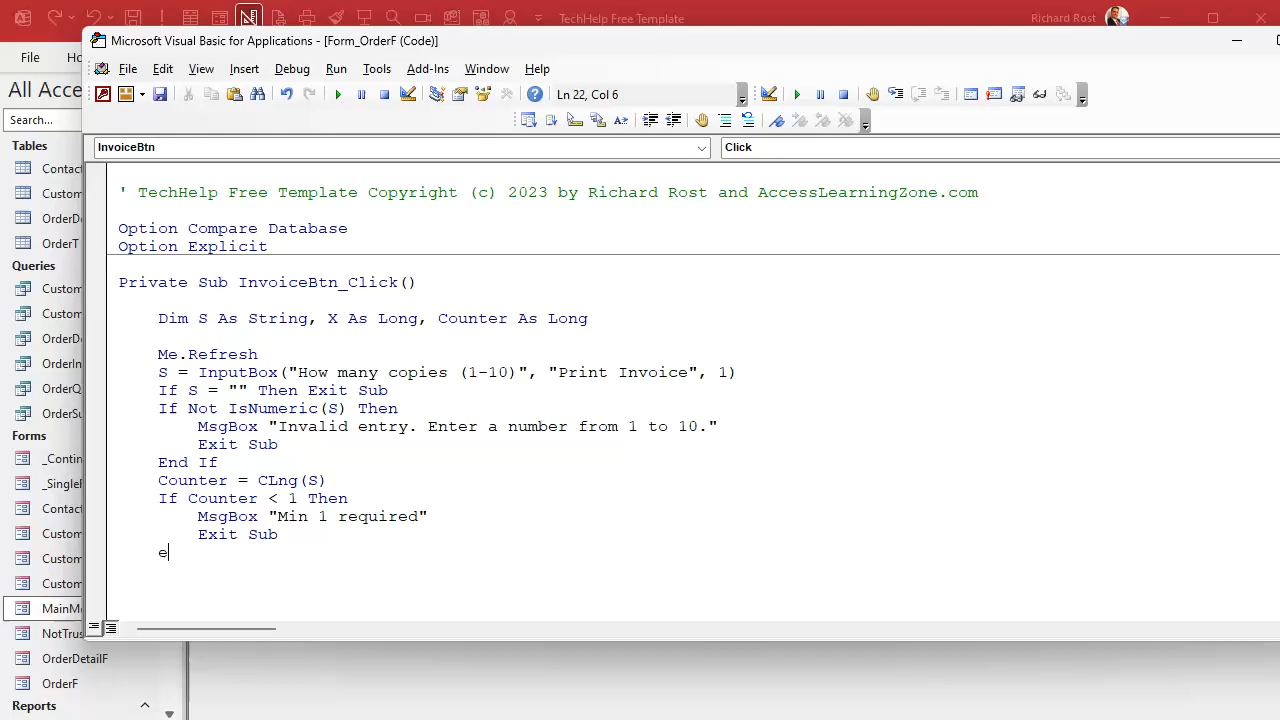 TechHelp Free Template
Richard Rost
Microsoft Visual Basic for Applications - [Form_OrderF (Code)]
File
Ho
File Edit View Insert Debug Run Tools Add-Ins Window Help
All Acce
Ln 22, Col 6
Search...
InvoiceBtn
Click
Tables
Contact
Custom
OrderDe
OrderT
Queries
Custom
Custom
OrderDe
OrderIn
OrderQ
OrderSu
Forms
_Contin
_SingleF
Contact
Custom
Custom
Custom
MainMe
NotTrus
OrderDetailF
OrderF
Reports
' TechHelp Free Template Copyright (c) 2023 by Richard Rost and AccessLearningZone.com
Option Compare Database
Option Explicit
Private Sub InvoiceBtn_Click()
Dim S As String, X As Long, Counter As Long
Me.Refresh
S = InputBox("How many copies (1-10)", "Print Invoice", 1)
If S = "" Then Exit Sub
If Not IsNumeric(S) Then
MsgBox "Invalid entry. Enter a number from 1 to 10."
Exit Sub
End If
Counter = CLng(S)
If Counter < 1 Then
MsgBox "Min 1 required"
Exit Sub
e